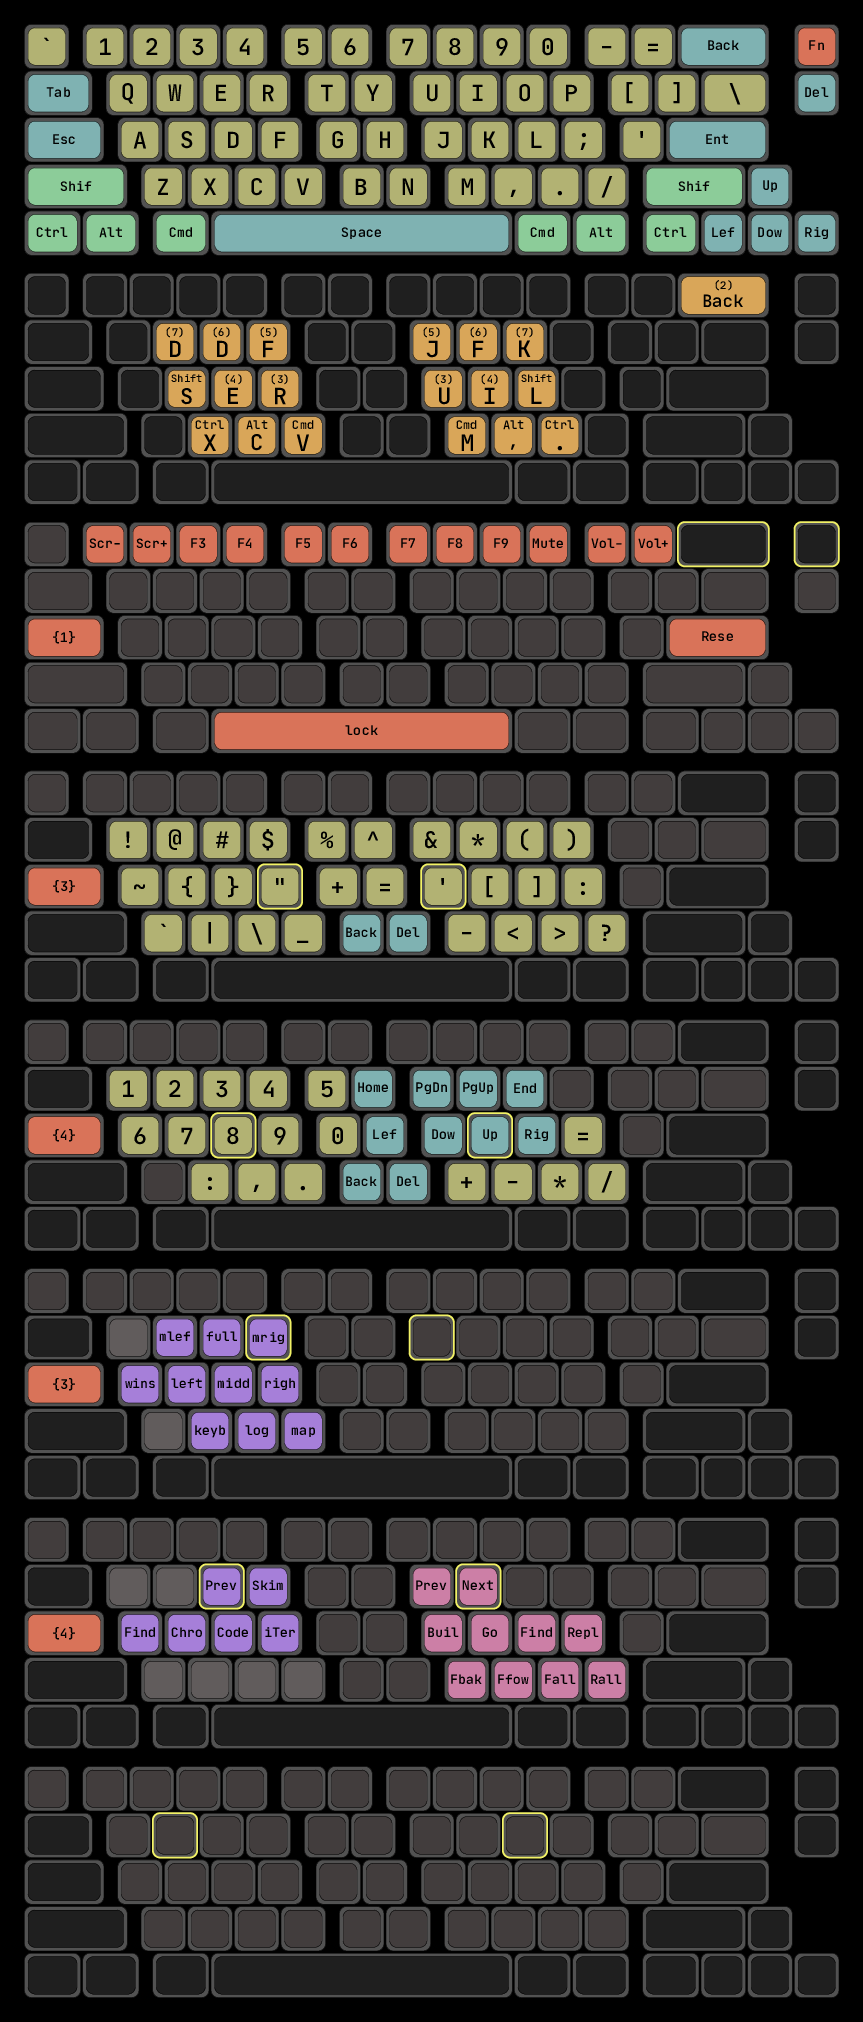 ` 1 2 3 4 5 6 7 8 9 0 - = Back Fn
Tab Q W E R T Y U I O P [ ] \ Del
Esc A S D F G H J K L ; ' Ent
Shif Z X C V B N M , . / Shif Up
Ctrl Alt Cmd Space Cmd Alt Ctrl Lef Dow Rig
(2)
Back
(7) (6) (5) (5) (6) (7)
D D F J F K
Shift (4) (3) (3) (4) Shift
S E R U I L
Ctrl Alt Cmd Cmd Alt Ctrl
X C V M , .
Scr- Scr+ F3 F4 F5 F6 F7 F8 F9 Mute Vol- Vol+
{1} Rese
lock
! @ # $ % ^ & * ( )
{3} ~ { } " + = ' [ ] :
` | \ _ Back Del - < > ?
1 2 3 4 5 Home PgDn PgUp End
{4} 6 7 8 9 0 Lef Dow Up Rig =
: , . Back Del + - * /
mlef full mrig
{3} wins left midd righ
keyb log map
Prev Skim Prev Next
{4} Find Chro Code iTer Buil Go Find Repl
Fbak Ffow Fall Rall